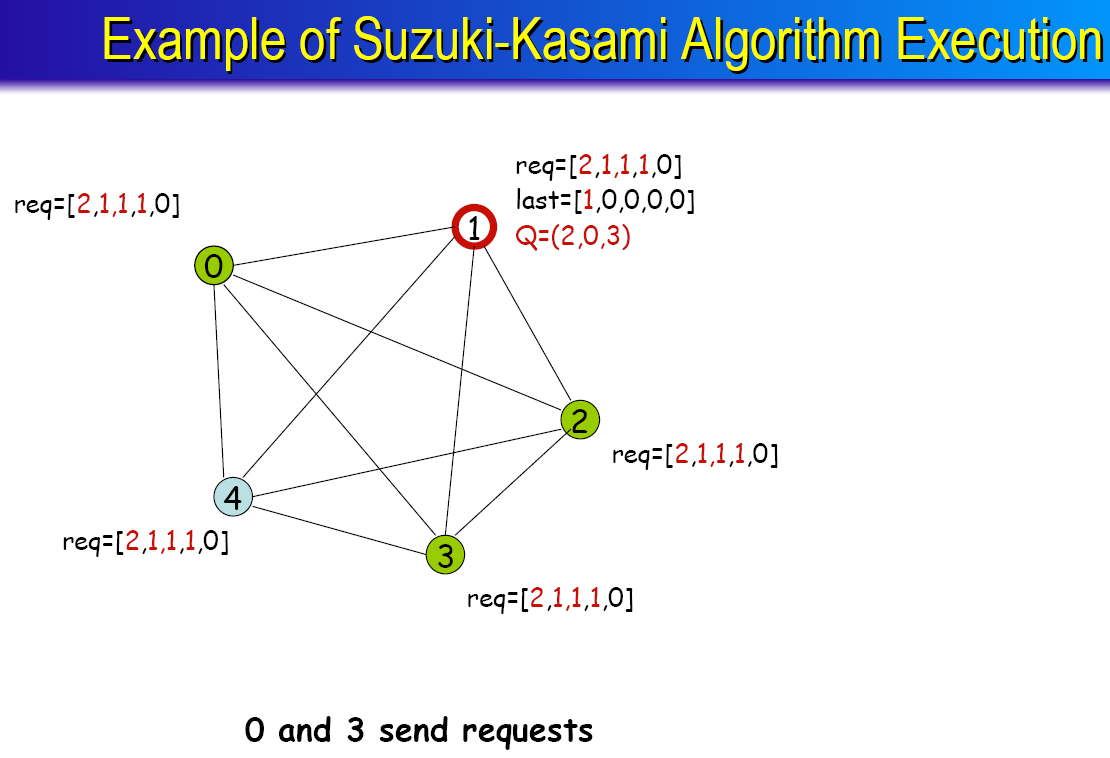 Example of Suzuki-Kasami Algorithm Execution
req=[2,1,1,1,0]
last=[1,0,0,0,0]
Q=(2,0,3)
req=[2,1,1,1,0]
1
0
2
req=[2,1,1,1,0]
4
req=[2,1,1,1,0]
3
req=[2,1,1,1,0]
0 and 3 send requests